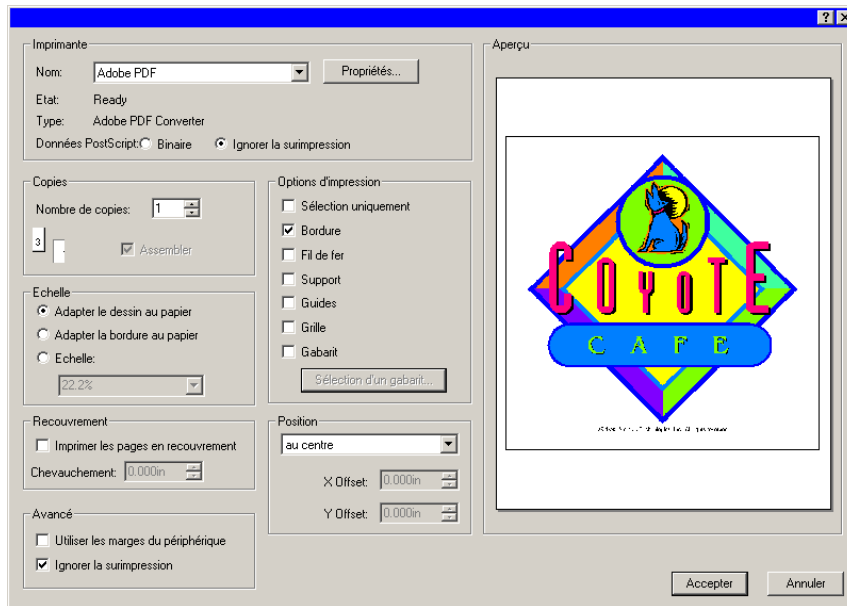 Imprimante
Nom: Adobe PDF Propriétés...
Etat: Ready
Type: Adobe PDF Converter
Données PostScript: Binaire Ignorer la surimpression
Copies
Nombre de copies: 1
3
Assembler
Echelle
Adapter le dessin au papier
Adapter la bordure au papier
Echelle:
22.2%
Recouvrement
Imprimer les pages en recouvrement
Chevauchement: 0.000in
Avancé
Utiliser les marges du périphérique
Ignorer la surimpression
Options d'impression
Sélection uniquement
Bordure
Fil de fer
Support
Guides
Grille
Gabarit
Sélection d'un gabarit...
Position
au centre
X Offset: 0.000in
Y Offset: 0.000in
Aperçu
COYOTE
CAFE
Accepter Annuler